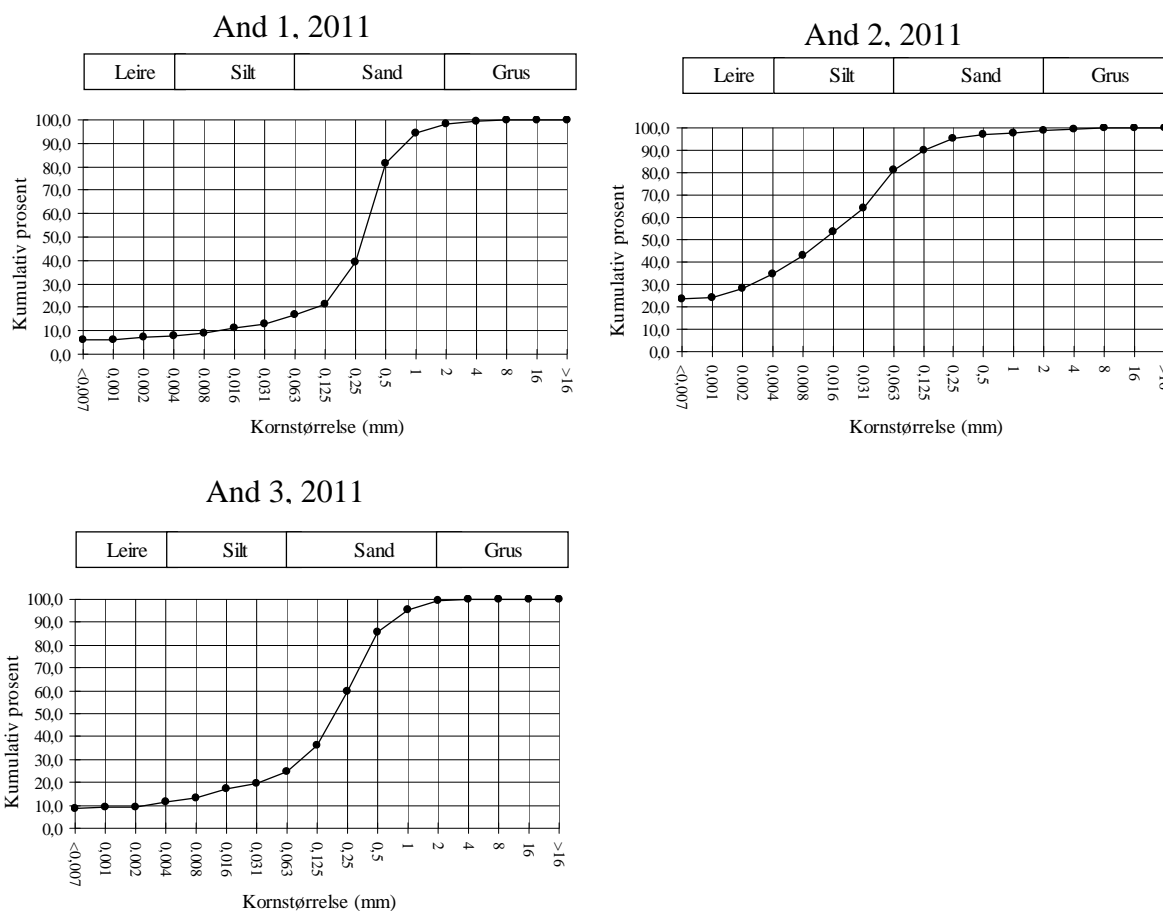 And 1, 2011
Leire Silt Sand Grus
100,0
90,0
80,0
70,0
60,0
50,0
40,0
30,0
20,0
10,0
0,0
Kumulativ prosent
<0,007 0,001 0,002 0,004 0,008 0,016 0,031 0,063 0,125 0,25 0,5 1 2 4 8 16 >16
Kornstørrelse (mm)
And 2, 2011
Leire Silt Sand Grus
100,0
90,0
80,0
70,0
60,0
50,0
40,0
30,0
20,0
10,0
0,0
Kumulativ prosent
<0,007 0,001 0,002 0,004 0,008 0,016 0,031 0,063 0,125 0,25 0,5 1 2 4 8 16 >16
Kornstørrelse (mm)
And 3, 2011
Leire Silt Sand Grus
100,0
90,0
80,0
70,0
60,0
50,0
40,0
30,0
20,0
10,0
0,0
Kumulativ prosent
<0,007 0,001 0,002 0,004 0,008 0,016 0,031 0,063 0,125 0,25 0,5 1 2 4 8 16 >16
Kornstørrelse (mm)